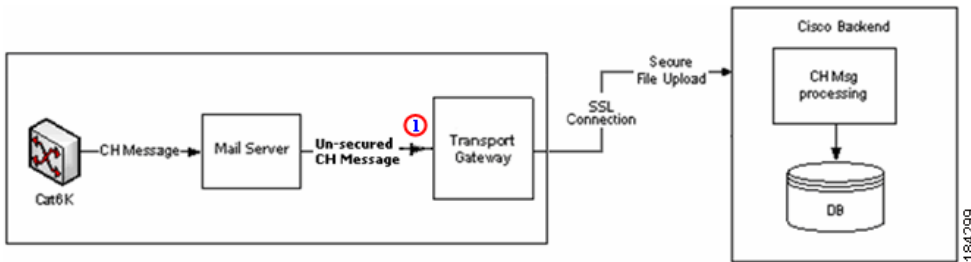 Cisco Backend
CH Msg
processing
DB
Secure
File Upload
SSL
Connection
Cat6K
CH Message
Mail Server
Un-secured
CH Message
1
Transport
Gateway
184299